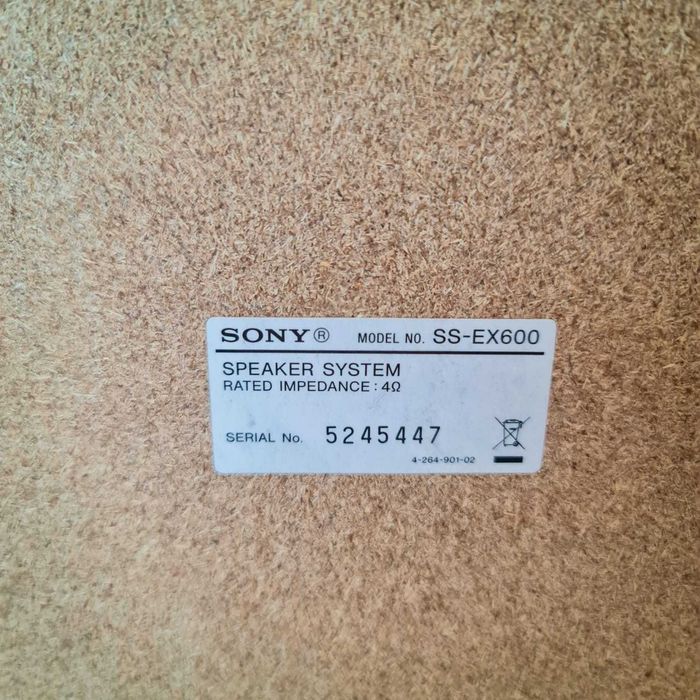 SONY® MODEL NO. SS-EX600
SPEAKER SYSTEM
RATED IMPEDANCE : 4Ω
SERIAL No. 5245447
4-264-901-02